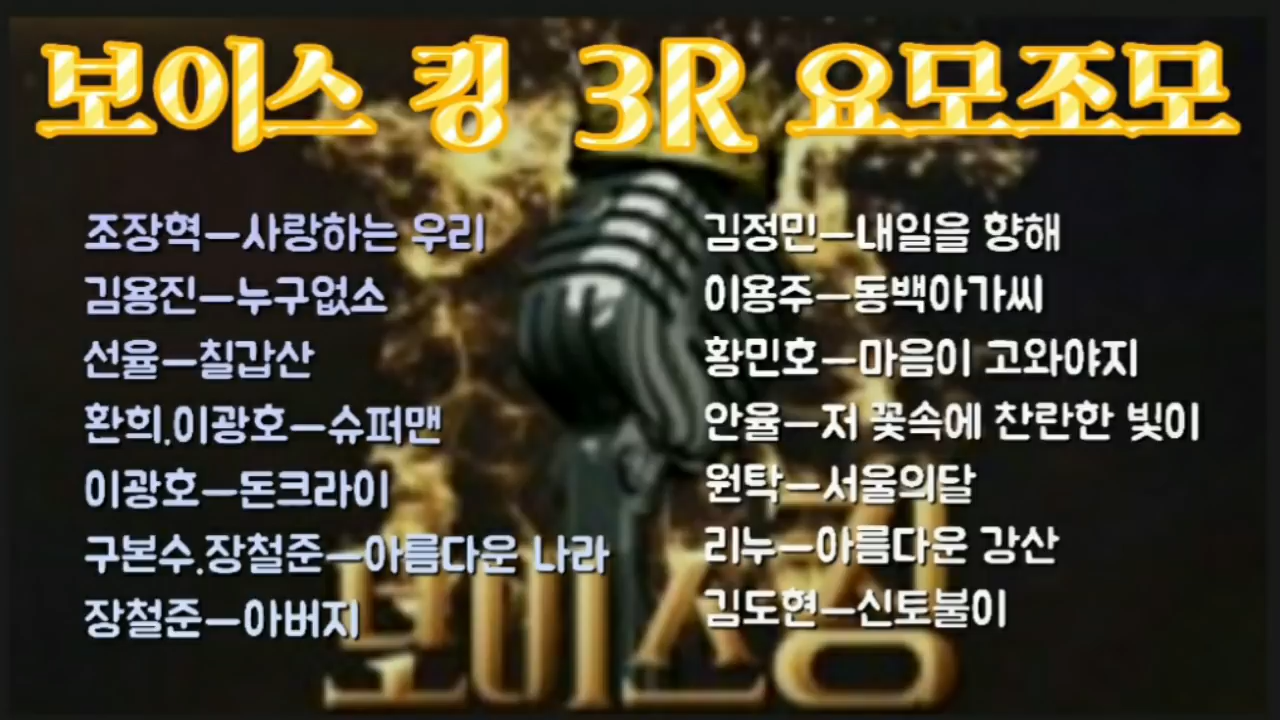 보이스 킹 3R 요모조모
조장혁–사랑하는 우리
김용진–누구없소
선율–칠갑산
환희.이광호–슈퍼맨
이광호–돈크라이
구본수.장철준–아름다운 나라
장철준–아버지
김정민–내일을 향해
이용주–동백아가씨
황민호–마음이 고와야지
안율–저 꽃속에 찬란한 빛이
원탁–서울의달
리누–아름다운 강산
김도현–신토불이
보이스킹